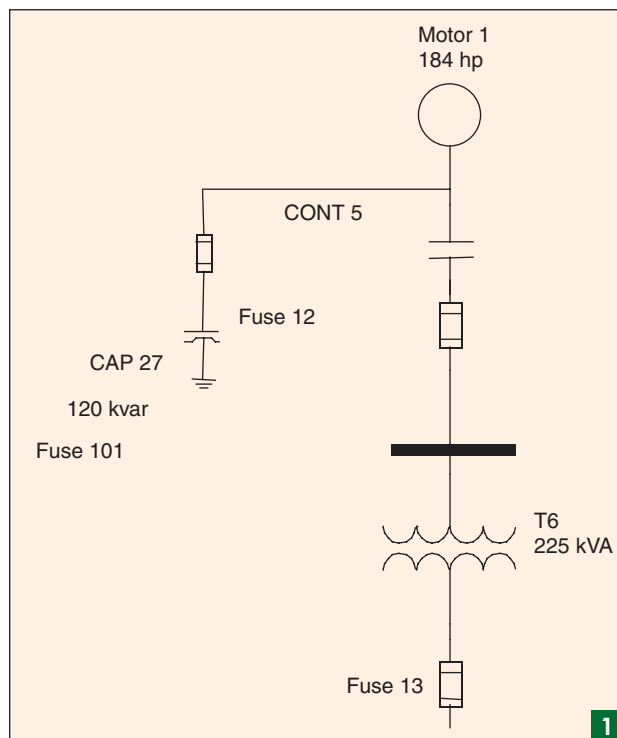 Motor 1
184 hp
CONT 5
Fuse 12
CAP 27
120 kvar
Fuse 101
T6
225 kVA
Fuse 13
1